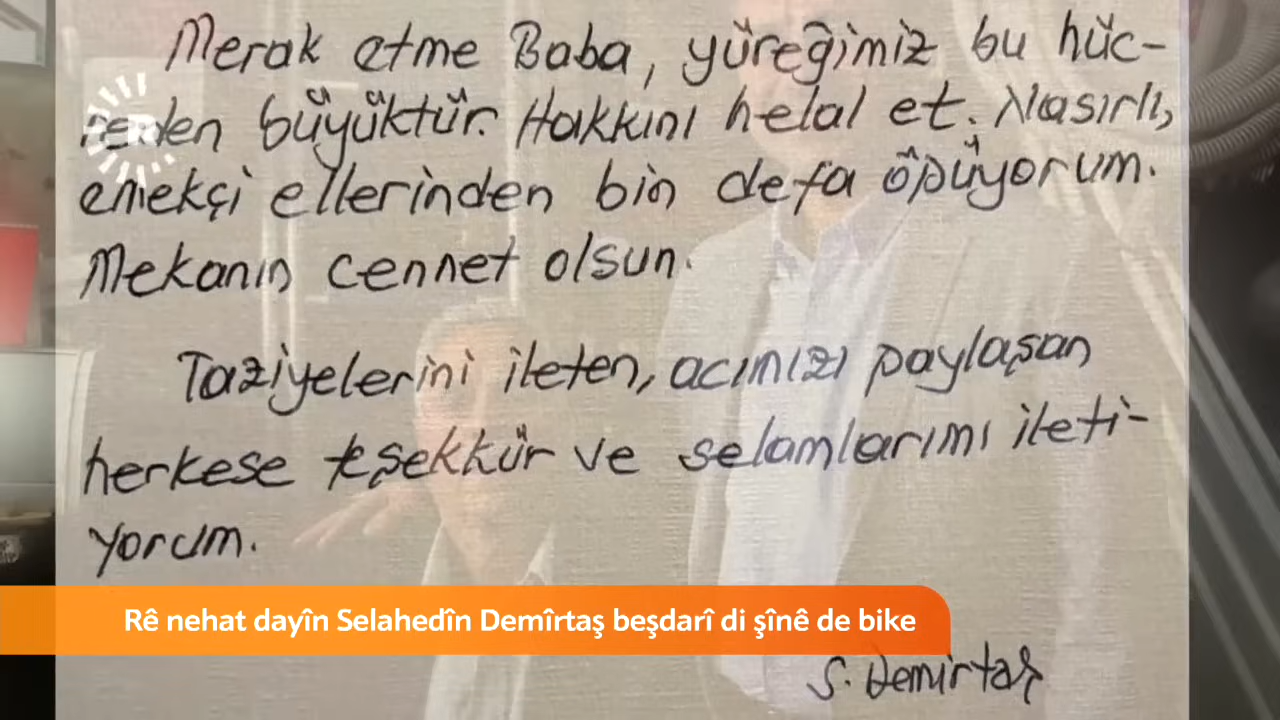 Merak etme Baba, yüreğimiz bu hüc-
reden büyüktür. Hakkını helal et. Nasırlı,
emekçi ellerinden bin defa öpüyorum.
Mekanın cennet olsun.
Taziyelerini ileten, acımızı paylaşan
herkese teşekkür ve selamlarımı ileti-
yorum.
Rê nehat dayîn Selahedîn Demîrtaş beşdarî di şînê de bike
S. Demirtaş